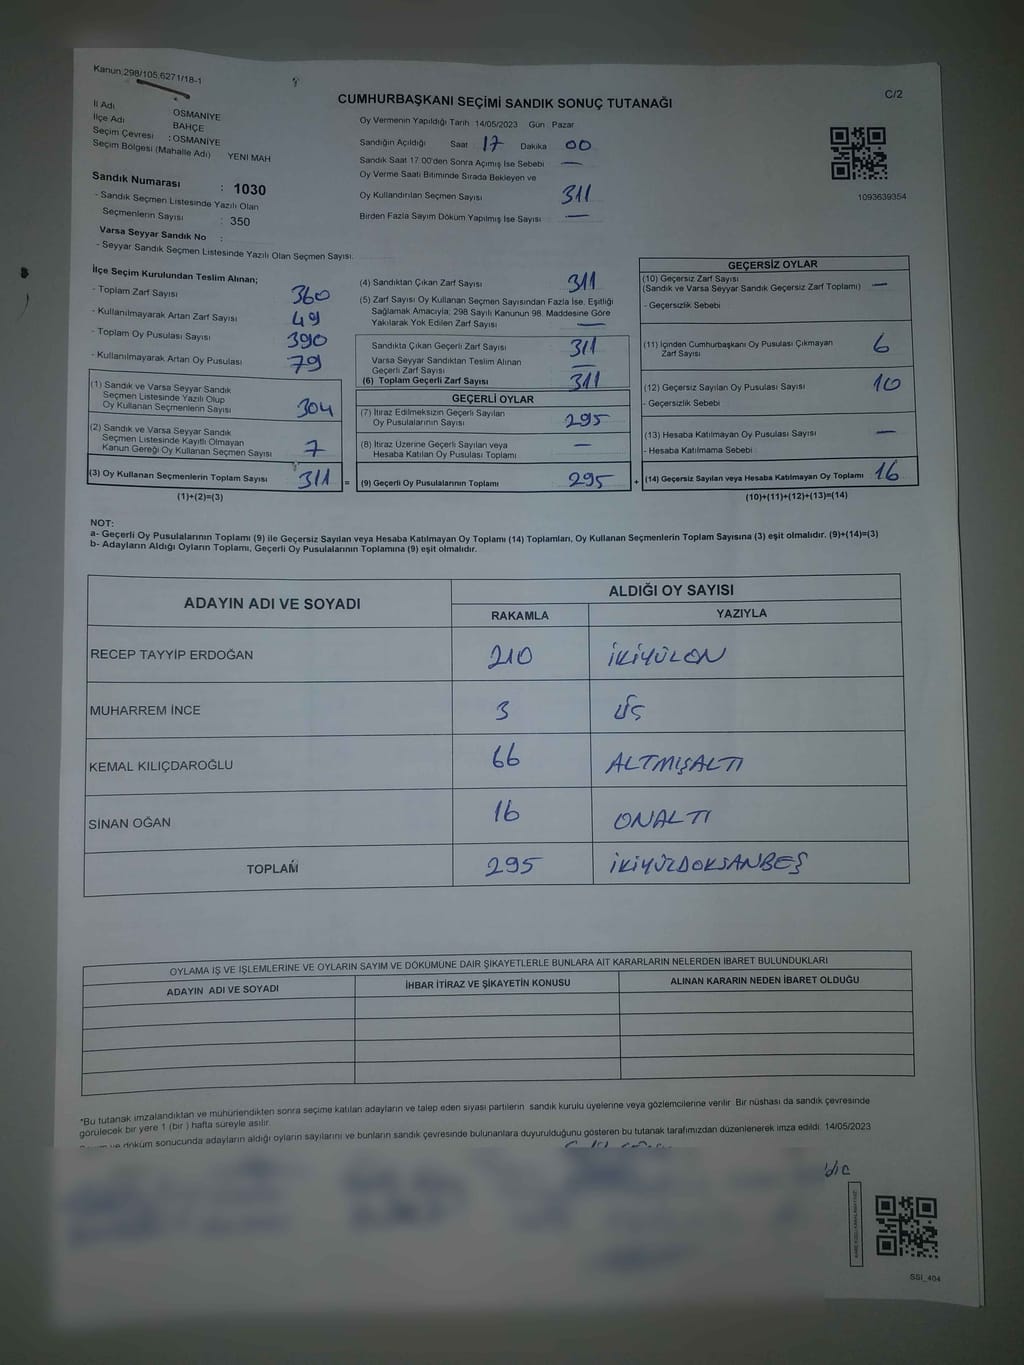 Kanun:298/105,6271/18-1
C/2
CUMHURBAŞKANI SEÇİMİ SANDIK SONUÇ TUTANAĞI
İl Adı OSMANİYE
İlçe Adı BAHÇE
Seçim Çevresi : OSMANİYE
Seçim Bölgesi (Mahalle Adı) YENİ MAH
Sandık Numarası : 1030
- Sandık Seçmen Listesinde Yazılı Olan
Seçmenlerin Sayısı : 350
Varsa Seyyar Sandık No :
- Seyyar Sandık Seçmen Listesinde Yazılı Olan Seçmen Sayısı:
Oy Vermenin Yapıldığı Tarih 14/05/2023 Gün Pazar
Sandığın Açıldığı Saat 17 Dakika 00
Sandık Saat 17.00'den Sonra Açımış İse Sebebi —
Oy Verme Saati Bitiminde Sırada Bekleyen ve
Oy Kullandırılan Seçmen Sayısı 311
Birden Fazla Sayım Döküm Yapılmış İse Sayısı —
1093639354
İlçe Seçim Kurulundan Teslim Alınan;
- Toplam Zarf Sayısı 360
- Kullanılmayarak Artan Zarf Sayısı 49
- Toplam Oy Pusulası Sayısı 390
- Kullanılmayarak Artan Oy Pusulası 79
(1) Sandık ve Varsa Seyyar Sandık
Seçmen Listesinde Yazılı Olup
Oy Kullanan Seçmenlerin Sayısı 304
(2) Sandık ve Varsa Seyyar Sandık
Seçmen Listesinde Kayıtlı Olmayan
Kanun Gereği Oy Kullanan Seçmen Sayısı 7
(3) Oy Kullanan Seçmenlerin Toplam Sayısı 311 =
(1)+(2)=(3)
(4) Sandıktan Çıkan Zarf Sayısı 311
(5) Zarf Sayısı Oy Kullanan Seçmen Sayısından Fazla İse, Eşitliği
Sağlamak Amacıyla; 298 Sayılı Kanunun 98. Maddesine Göre
Yakılarak Yok Edilen Zarf Sayısı —
Sandıkta Çıkan Geçerli Zarf Sayısı 311
Varsa Seyyar Sandıktan Teslim Alınan
Geçerli Zarf Sayısı —
(6) Toplam Geçerli Zarf Sayısı 311
GEÇERLİ OYLAR
(7) İtiraz Edilmeksizin Geçerli Sayılan
Oy Pusulalarının Sayısı 295
(8) İtiraz Üzerine Geçerli Sayılan veya
Hesaba Katılan Oy Pusulası Toplamı —
(9) Geçerli Oy Pusulalarının Toplamı 295 +
GEÇERSİZ OYLAR
(10) Geçersiz Zarf Sayısı
(Sandık ve Varsa Seyyar Sandık Geçersiz Zarf Toplamı) —
- Geçersizlik Sebebi
(11) İçinden Cumhurbaşkanı Oy Pusulası Çıkmayan
Zarf Sayısı 6
(12) Geçersiz Sayılan Oy Pusulası Sayısı 10
- Geçersizlik Sebebi
(13) Hesaba Katılmayan Oy Pusulası Sayısı —
- Hesaba Katılmama Sebebi
(14) Geçersiz Sayılan veya Hesaba Katılmayan Oy Toplamı 16
(10)+(11)+(12)+(13)=(14)
NOT:
a- Geçerli Oy Pusulalarının Toplamı (9) ile Geçersiz Sayılan veya Hesaba Katılmayan Oy Toplamı (14) Toplamları, Oy Kullanan Seçmenlerin Toplam Sayısına (3) eşit olmalıdır. (9)+(14)=(3)
b- Adayların Aldığı Oyların Toplamı, Geçerli Oy Pusulalarının Toplamına (9) eşit olmalıdır.
ADAYIN ADI VE SOYADI ALDIĞI OY SAYISI
RAKAMLA YAZIYLA
RECEP TAYYİP ERDOĞAN 210 İKİYÜZON
MUHARREM İNCE 3 ÜÇ
KEMAL KILIÇDAROĞLU 66 ALTMIŞALTI
SİNAN OĞAN 16 ONALTI
TOPLAM 295 İKİYÜZDOKSANBEŞ
OYLAMA İŞ VE İŞLEMLERİNE VE OYLARIN SAYIM VE DÖKÜMÜNE DAİR ŞİKAYETLERLE BUNLARA AİT KARARLARIN NELERDEN İBARET BULUNDUKLARI
ADAYIN ADI VE SOYADI İHBAR İTİRAZ VE ŞİKAYETİN KONUSU ALINAN KARARIN NEDEN İBARET OLDUĞU
*Bu tutanak imzalandıktan ve mühürlendikten sonra seçime katılan adayların ve talep eden siyasi partilerin sandık kurulu üyelerine veya gözlemcilerine verilir. Bir nüshası da sandık çevresinde
görülecek bir yere 1 (bir ) hafta süreyle asılır.
ve döküm sonucunda adayların aldığı oyların sayılarını ve bunların sandık çevresinde bulunanlara duyurulduğunu gösteren bu tutanak tarafımızdan düzenlenerek imza edildi. 14/05/2023
SSI_404